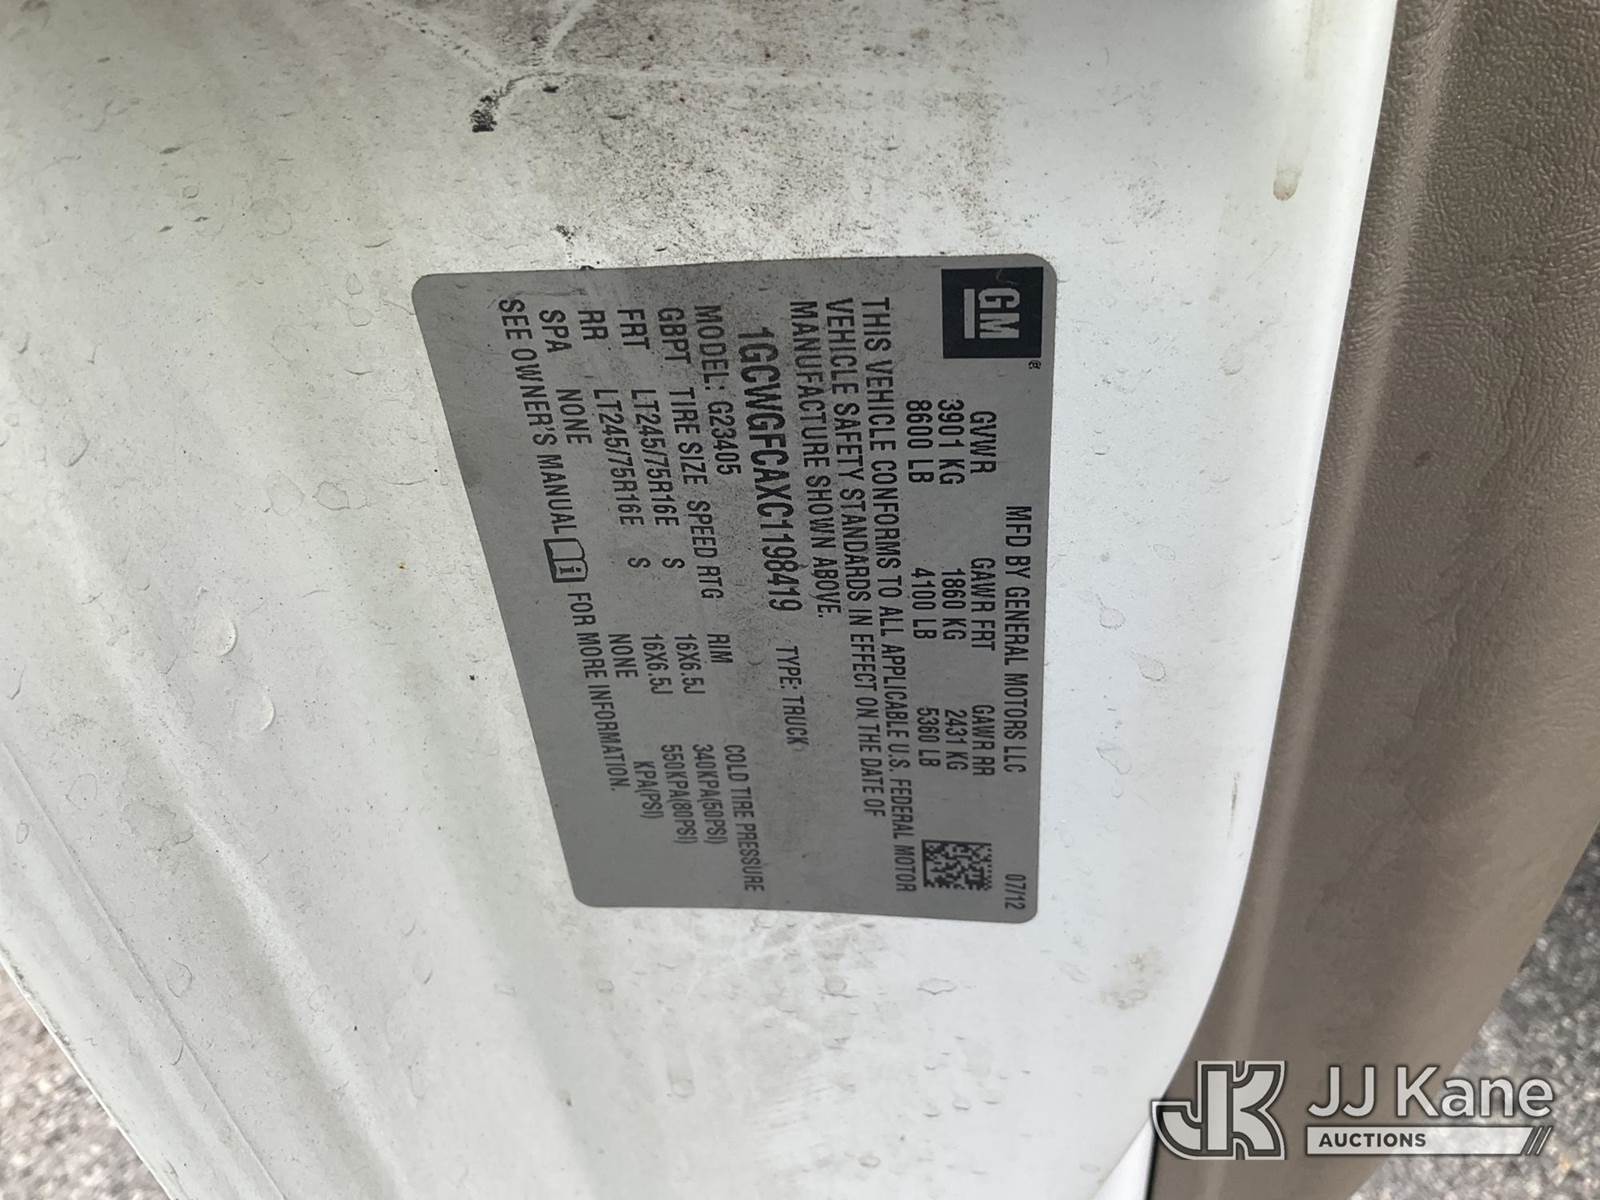 GM®
MFD BY GENERAL MOTORS LLC 07/12
GVWR GAWR FRT GAWR RR
3901 KG 1860 KG 2431 KG
8600 LB 4100 LB 5360 LB
THIS VEHICLE CONFORMS TO ALL APPLICABLE U.S. FEDERAL MOTOR
VEHICLE SAFETY STANDARDS IN EFFECT ON THE DATE OF
MANUFACTURE SHOWN ABOVE.
1GCWGFCAXC1198419 TYPE: TRUCK
MODEL: G23405
GBPT TIRE SIZE SPEED RTG RIM COLD TIRE PRESSURE
FRT LT245/75R16E S 16X6.5J 340KPA(50PSI)
RR LT245/75R16E S 16X6.5J 550KPA(80PSI)
SPA NONE NONE KPA(PSI)
SEE OWNER'S MANUAL FOR MORE INFORMATION.
JK JJ Kane
AUCTIONS